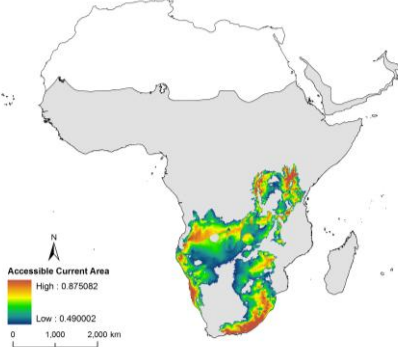 N
Accessible Current Area
High : 0.875082
Low : 0.490002
0 1,000 2,000 km